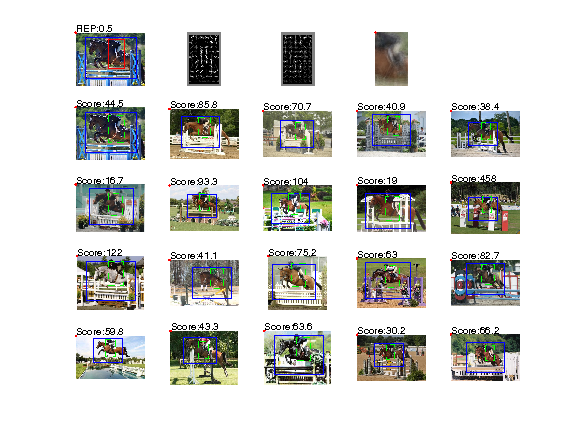 REP:0.5
Score:44.5 Score:85.8 Score:70.7 Score:40.9 Score:38.4
Score:16.7 Score:93.3 Score:104 Score:19 Score:458
Score:122 Score:41.1 Score:75.2 Score:63 Score:82.7
Score:59.8 Score:43.3 Score:63.6 Score:30.2 Score:66.2